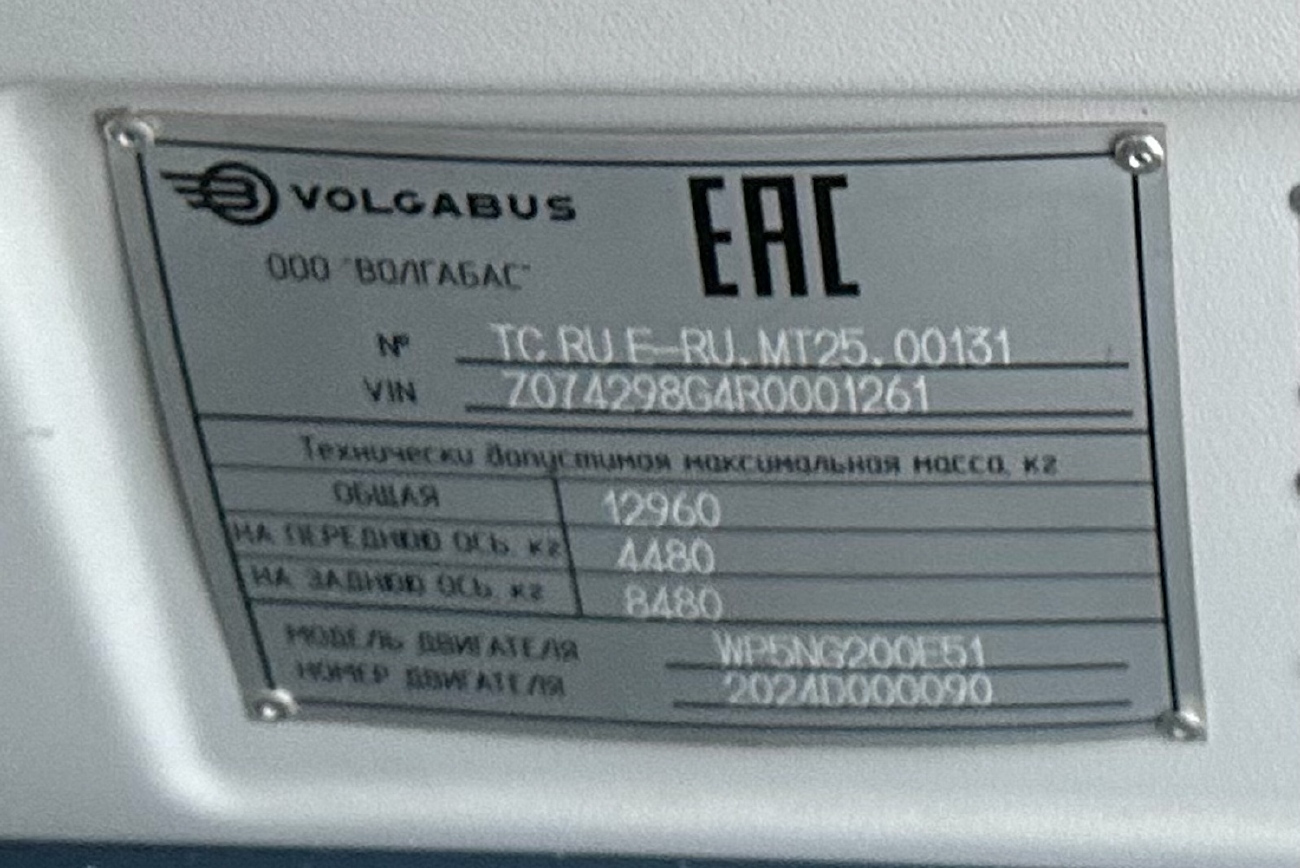 VOLGABUS EAC
ООО "ВОЛГАБАС"
№ TC RU E-RU.MT25.00131
VIN Z074298G4R0001261
Технически допустимая максимальная масса, кг
ОБЩАЯ 12960
НА ПЕРЕДНЮЮ ОСЬ, кг 4480
НА ЗАДНЮЮ ОСЬ, кг 8480
МОДЕЛЬ ДВИГАТЕЛЯ WP5NG200E51
НОМЕР ДВИГАТЕЛЯ 2024D000090